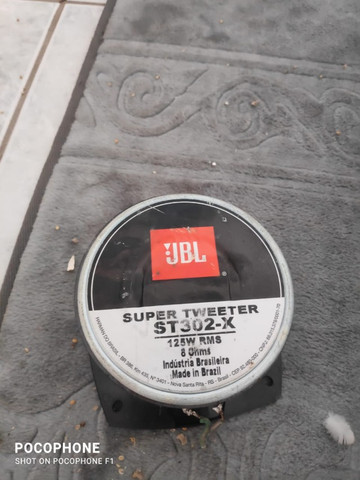 JBL
SUPER TWEETER
ST302-X
125W RMS
8 Ohms
Indústria Brasileira
Made in Brazil
POCOPHONE
SHOT ON POCOPHONE F1